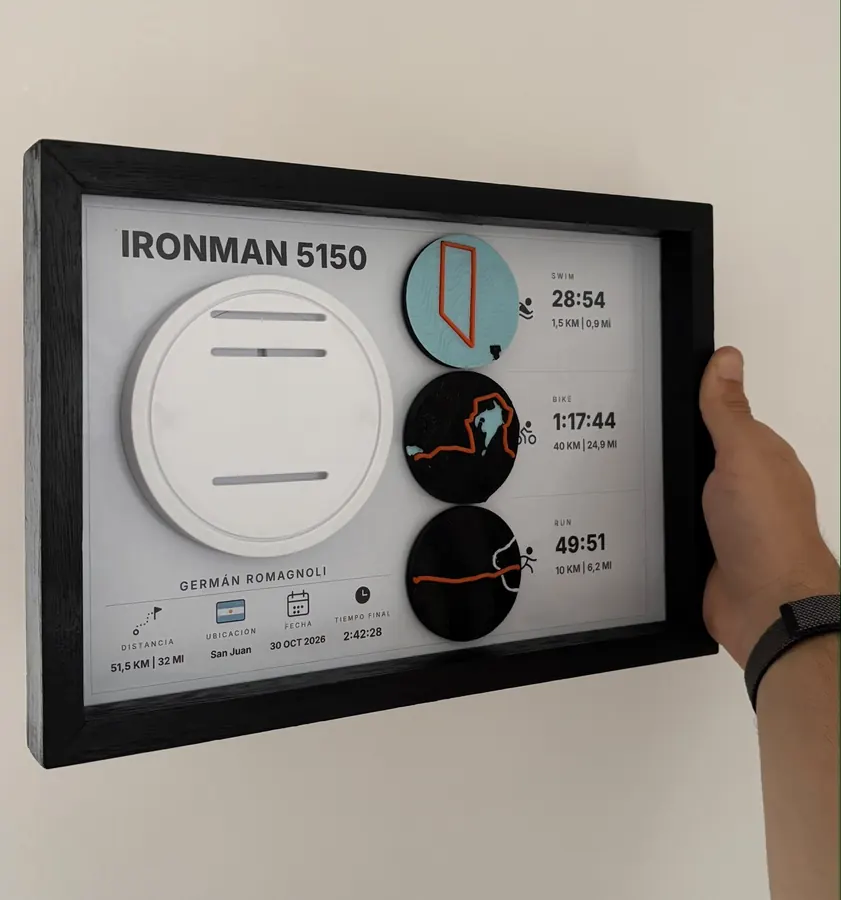 IRONMAN 5150
SWIM
28:54
1,5 KM | 0,9 MI
BIKE
1:17:44
40 KM | 24,9 MI
RUN
49:51
10 KM | 6,2 MI
GERMÁN ROMAGNOLI
DISTANCIA
51,5 KM | 32 MI
UBICACIÓN
San Juan
FECHA
30 OCT 2026
TIEMPO FINAL
2:42:28